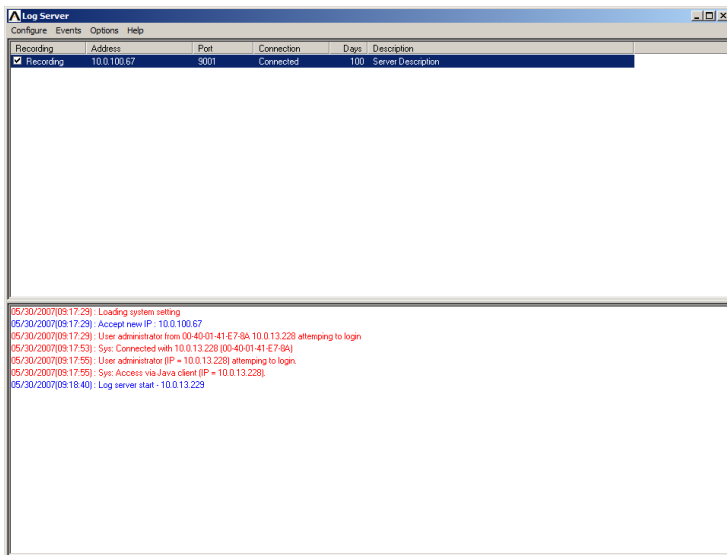 Log Server
Configure Events Options Help
Recording Address Port Connection Days Description
Recording 10.0.100.67 9001 Connected 100 Server Description
05/30/2007(09:17:29) : Loading system setting
05/30/2007(09:17:29) : Accept new IP : 10.0.100.67
05/30/2007(09:17:29) : User administrator from 00-40-01-41-E7-8A 10.0.13.228 attemping to login
05/30/2007(09:17:53) : Sys: Connected with 10.0.13.228 (00-40-01-41-E7-8A)
05/30/2007(09:17:55) : User administrator (IP = 10.0.13.228) attemping to login.
05/30/2007(09:17:55) : Sys: Access via Java client (IP = 10.0.13.228).
05/30/2007(09:18:40) : Log server start - 10.0.13.229